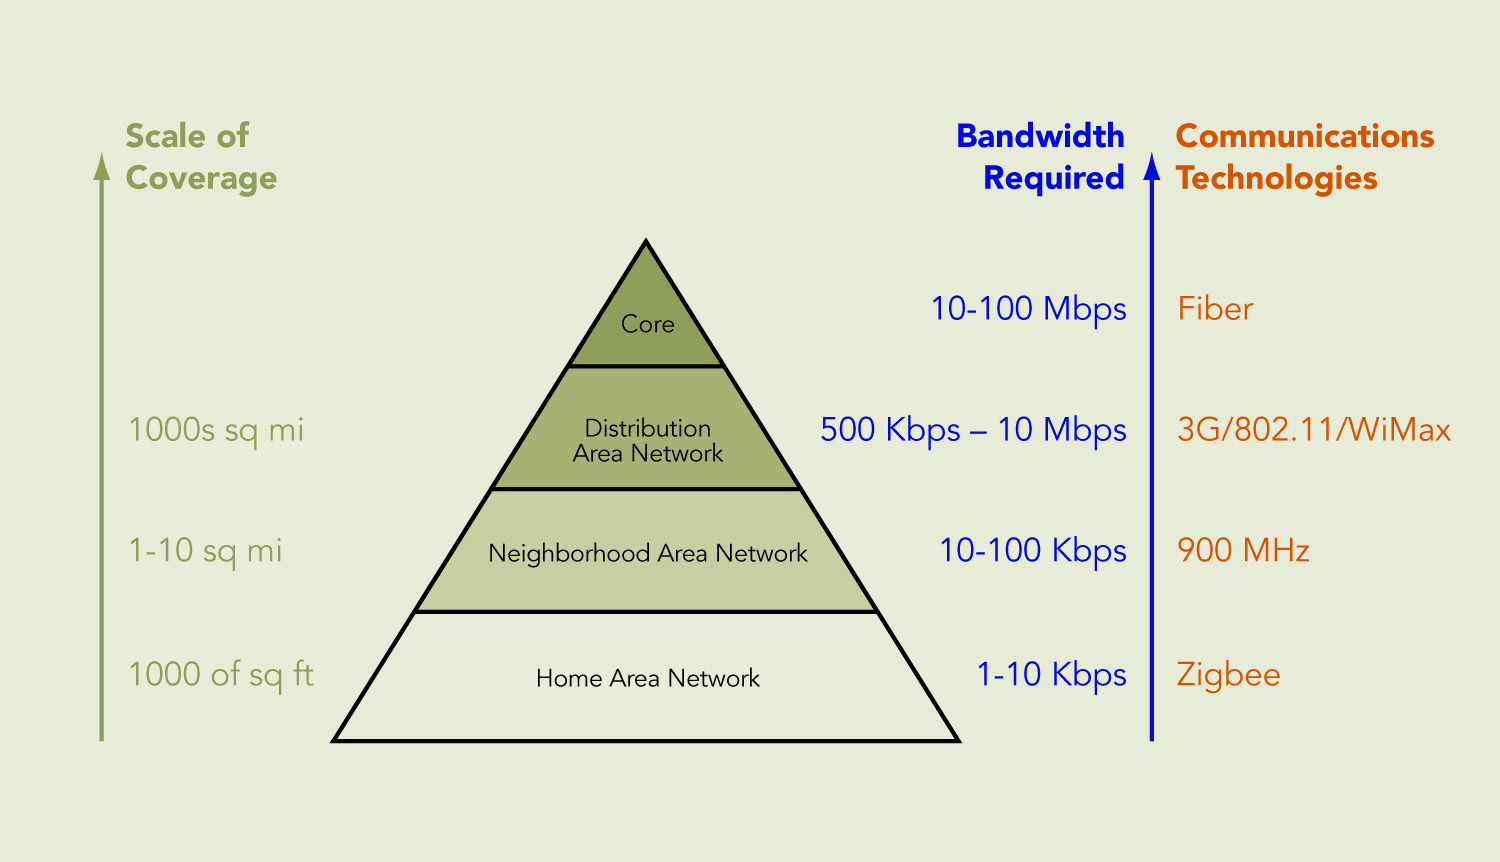 Scale of
Coverage
Bandwidth
Required
Communications
Technologies
Core
10-100 Mbps
Fiber
1000s sq mi
Distribution
Area Network
500 Kbps – 10 Mbps
3G/802.11/WiMax
1-10 sq mi
Neighborhood Area Network
10-100 Kbps
900 MHz
1000 of sq ft
Home Area Network
1-10 Kbps
Zigbee